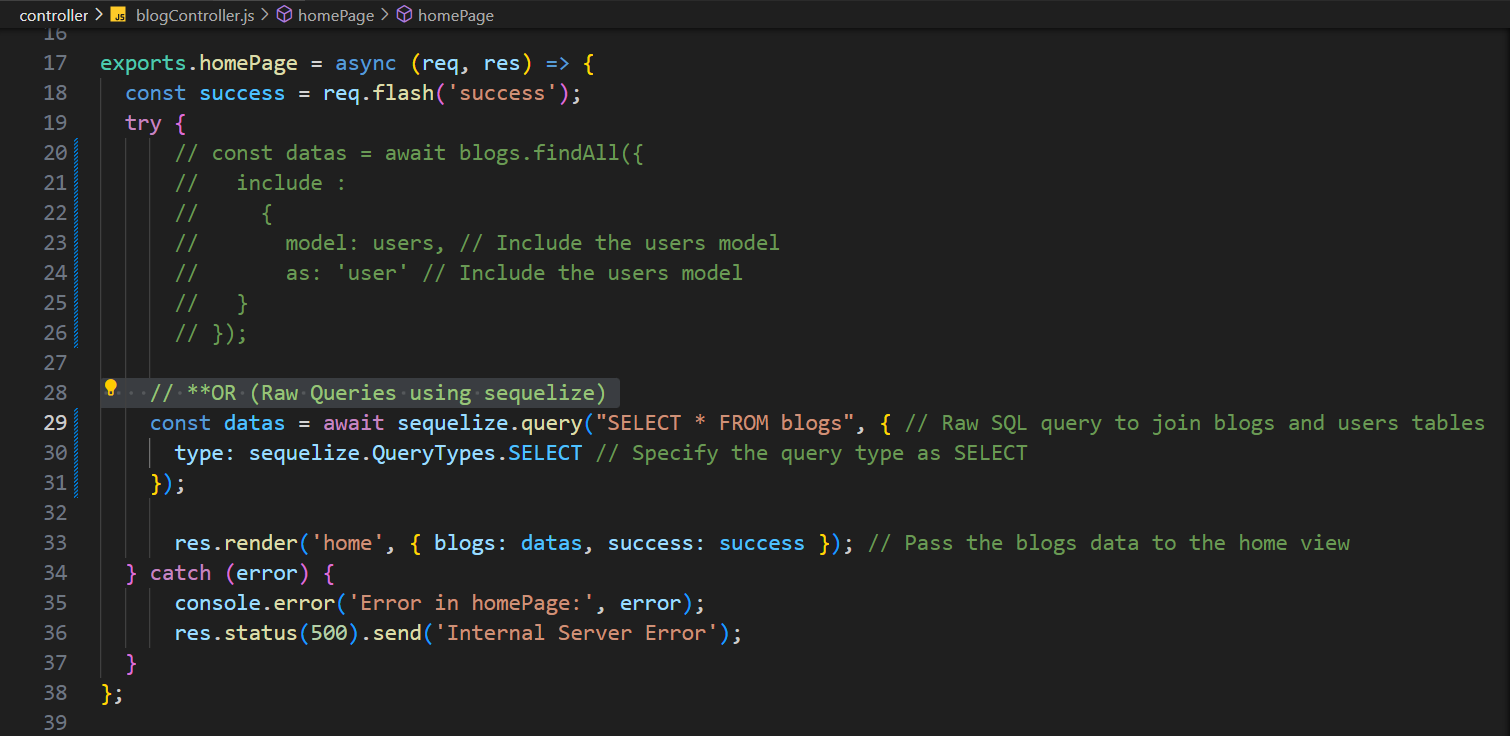 controller > JS blogController.js > homePage > homePage
16
17 exports.homePage = async (req, res) => {
18   const success = req.flash('success');
19   try {
20       // const datas = await blogs.findAll({
21       //   include :
22       //     {
23       //       model: users, // Include the users model
24       //       as: 'user' // Include the users model
25       //   }
26       // });
27
28     // **OR (Raw Queries using sequelize)
29     const datas = await sequelize.query("SELECT * FROM blogs", { // Raw SQL query to join blogs and users tables
30       type: sequelize.QueryTypes.SELECT // Specify the query type as SELECT
31     });
32
33       res.render('home', { blogs: datas, success: success }); // Pass the blogs data to the home view
34   } catch (error) {
35       console.error('Error in homePage:', error);
36       res.status(500).send('Internal Server Error');
37   }
38 };
39